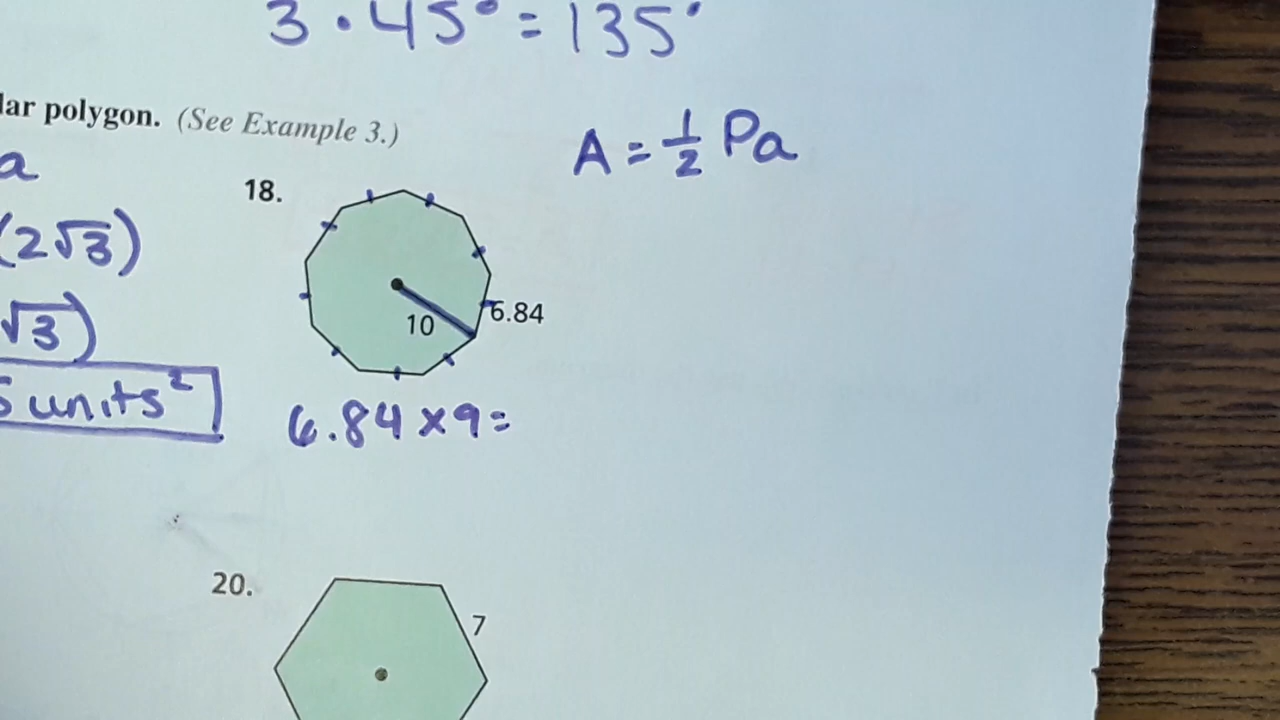 3 · 45° = 135°
lar polygon. (See Example 3.)
a
A = 1/2 Pa
18.
(2√3)
10
6.84
√3)
5 units²
6.84 × 9 =
20.
7